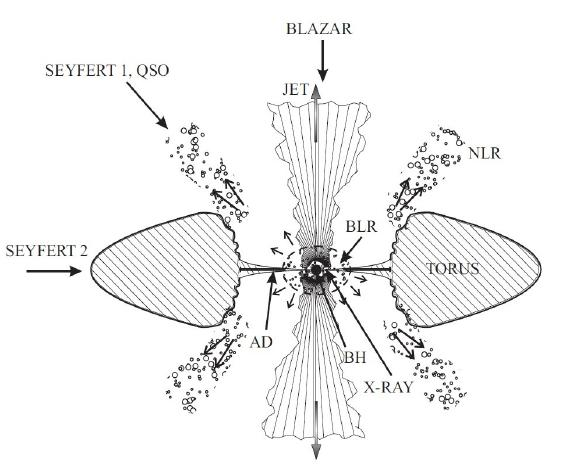 BLAZAR
SEYFERT 1, QSO
JET
NLR
BLR
SEYFERT 2
TORUS
AD
BH
X-RAY